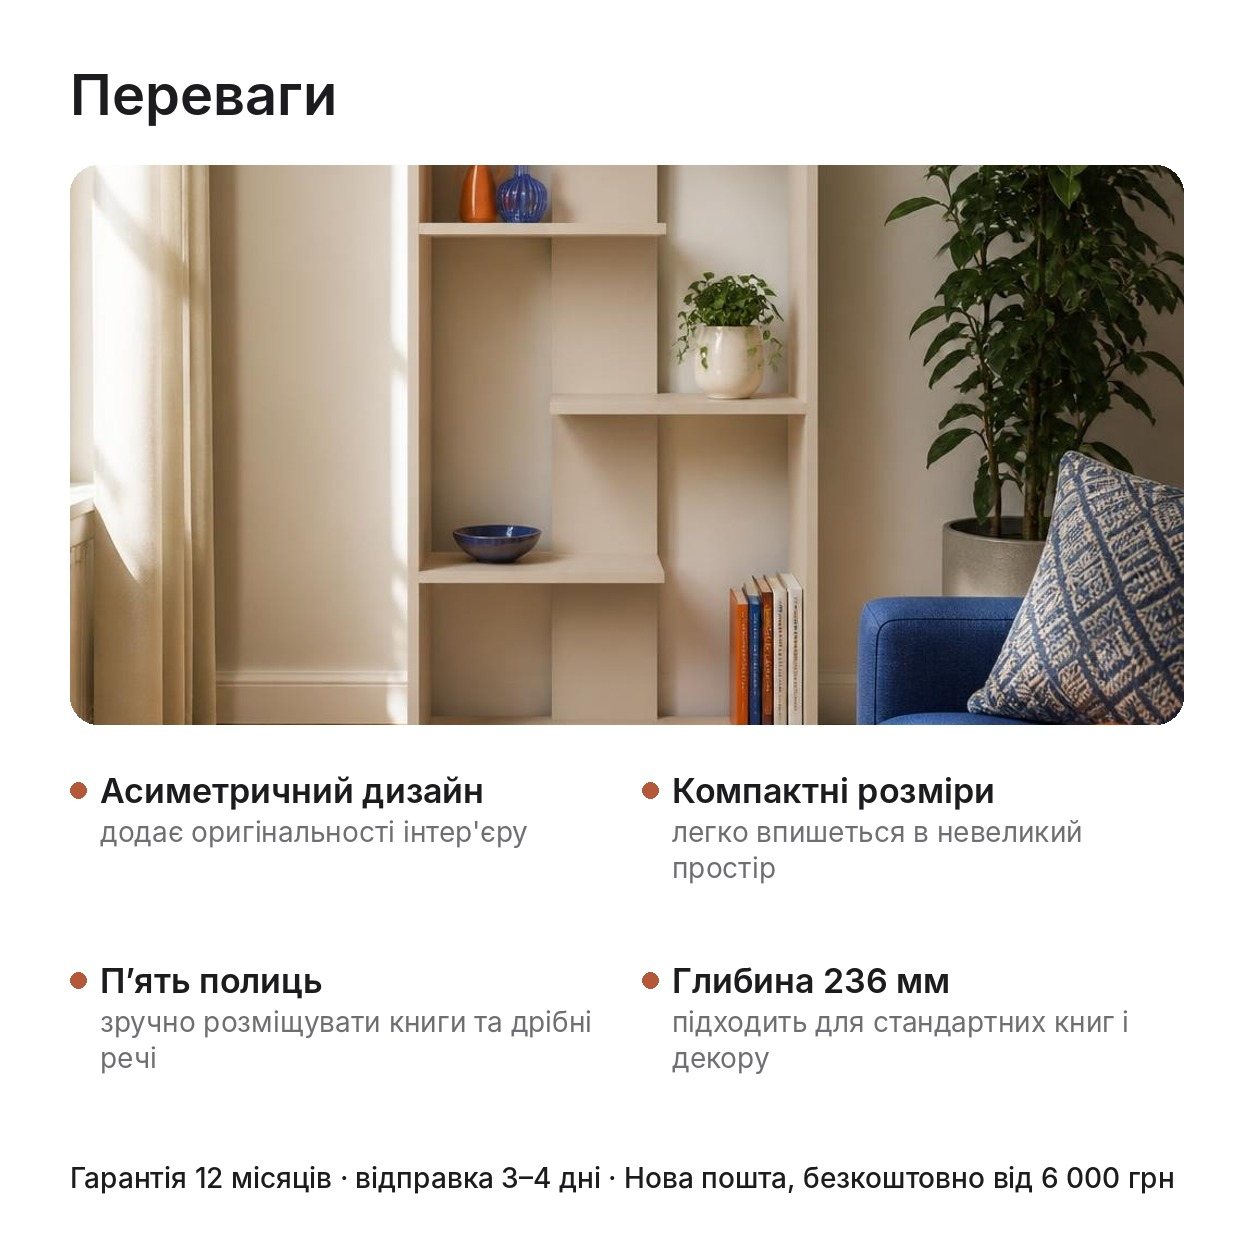 Переваги
Асиметричний дизайн
додає оригінальності інтер'єру
Компактні розміри
легко впишеться в невеликий
простір
П’ять полиць
зручно розміщувати книги та дрібні
речі
Глибина 236 мм
підходить для стандартних книг і
декору
Гарантія 12 місяців · відправка 3–4 дні · Нова пошта, безкоштовно від 6 000 грн